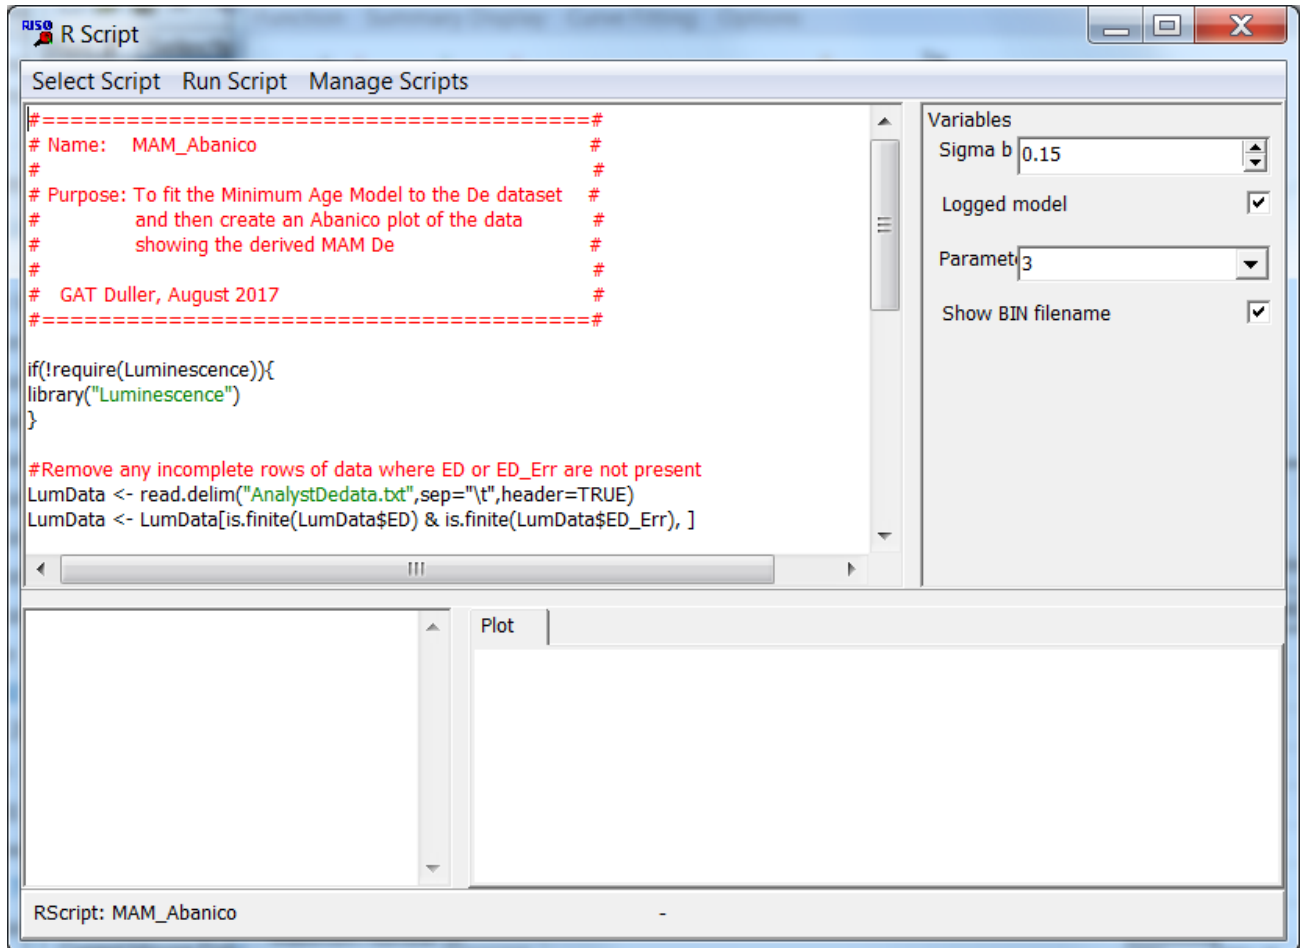 RISO R Script
Select Script Run Script Manage Scripts
#=======================================#
# Name: MAM_Abanico #
# #
# Purpose: To fit the Minimum Age Model to the De dataset #
# and then create an Abanico plot of the data #
# showing the derived MAM De #
# #
# GAT Duller, August 2017 #
#=======================================#
if(!require(Luminescence)){
library("Luminescence")
}
#Remove any incomplete rows of data where ED or ED_Err are not present
LumData <- read.delim("AnalystDedata.txt",sep="\t",header=TRUE)
LumData <- LumData[is.finite(LumData$ED) & is.finite(LumData$ED_Err), ]
Variables
Sigma b 0.15
Logged model
Paramet 3
Show BIN filename
Plot
RScript: MAM_Abanico -